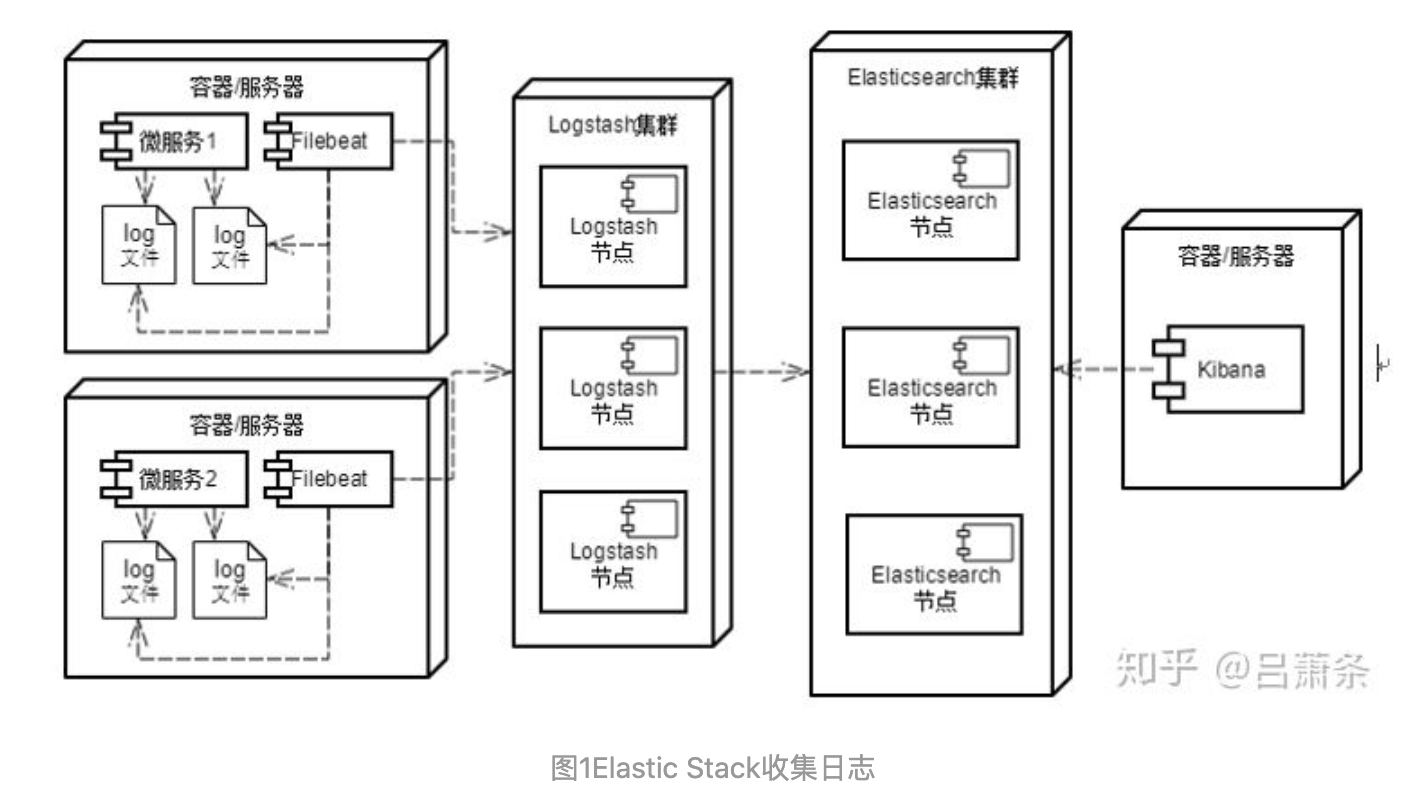 容器/服务器
微服务1
Filebeat
log
文件
log
文件
容器/服务器
微服务2
Filebeat
log
文件
log
文件
Logstash集群
Logstash
节点
Logstash
节点
Logstash
节点
Elasticsearch集群
Elasticsearch
节点
Elasticsearch
节点
Elasticsearch
节点
容器/服务器
Kibana
知乎 @吕萧条
图1Elastic Stack收集日志